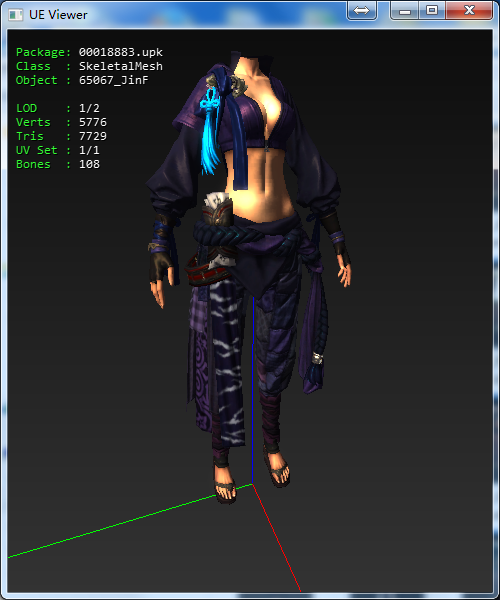 UE Viewer
Package: 00018883.upk
Class : SkeletalMesh
Object : 65067_JinF
LOD : 1/2
Verts : 5776
Tris : 7729
UV Set : 1/1
Bones : 108